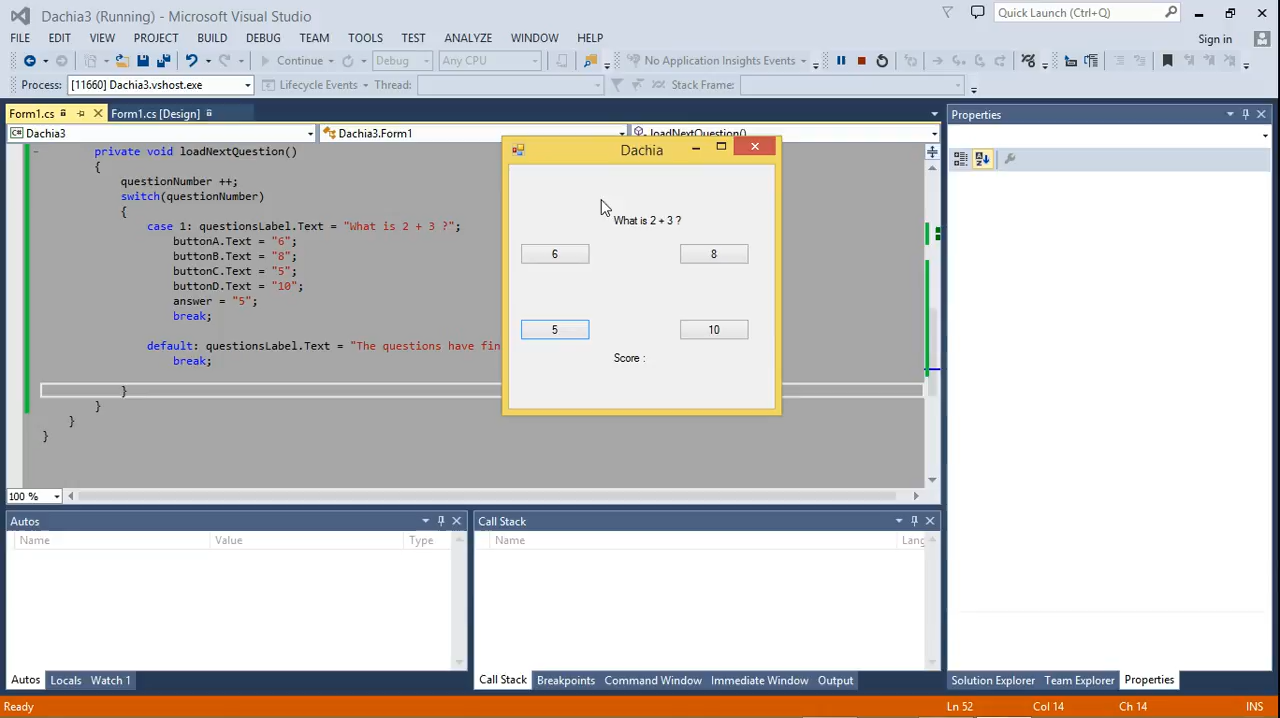 Dachia3 (Running) - Microsoft Visual Studio
Quick Launch (Ctrl+Q)
FILE EDIT VIEW PROJECT BUILD DEBUG TEAM TOOLS TEST ANALYZE WINDOW HELP
Sign in
Continue Debug Any CPU No Application Insights Events
Process: [11660] Dachia3.vshost.exe Lifecycle Events Thread: Stack Frame:
Form1.cs Form1.cs [Design] Properties
Dachia3 Dachia3.Form1 loadNextQuestion()
private void loadNextQuestion()
{
questionNumber ++;
switch(questionNumber)
{
case 1: questionsLabel.Text = "What is 2 + 3 ?";
buttonA.Text = "6";
buttonB.Text = "8";
buttonC.Text = "5";
buttonD.Text = "10";
answer = "5";
break;
default: questionsLabel.Text = "The questions have fin
break;
}
}
}
}
Dachia
What is 2 + 3 ?
6 8
5 10
Score :
100 %
Autos
Name Value Type
Call Stack
Name Lang
Autos Locals Watch 1
Call Stack Breakpoints Command Window Immediate Window Output
Solution Explorer Team Explorer Properties
Ready Ln 52 Col 14 Ch 14 INS